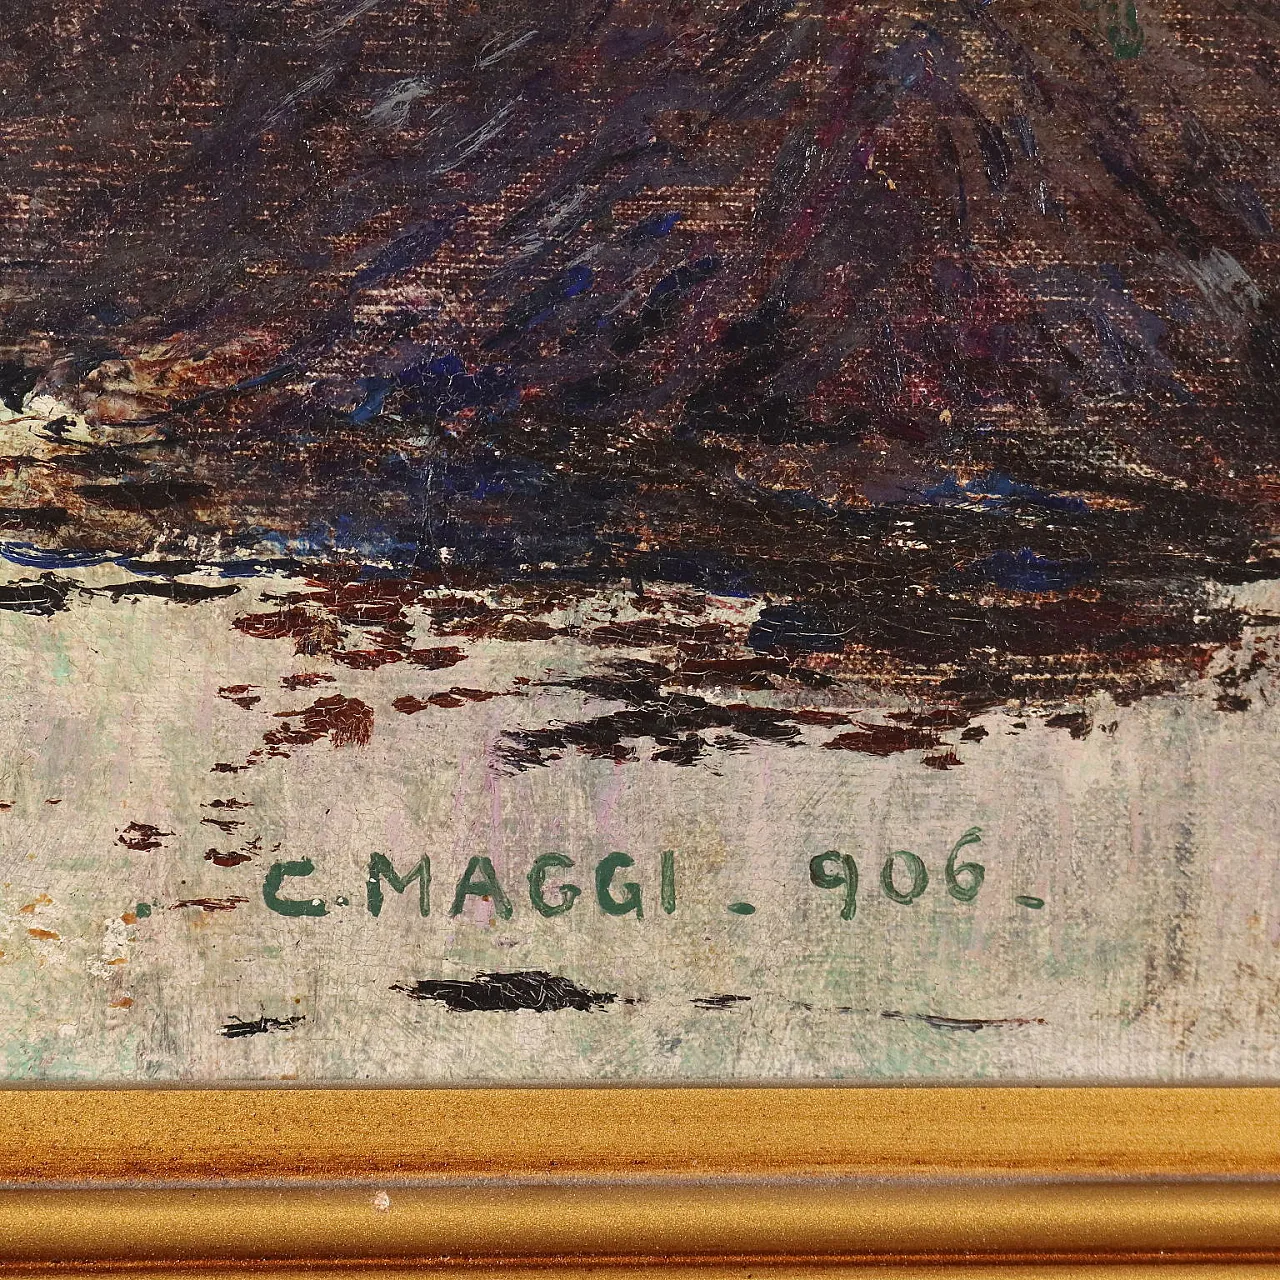 . C. MAGGI - 906 -